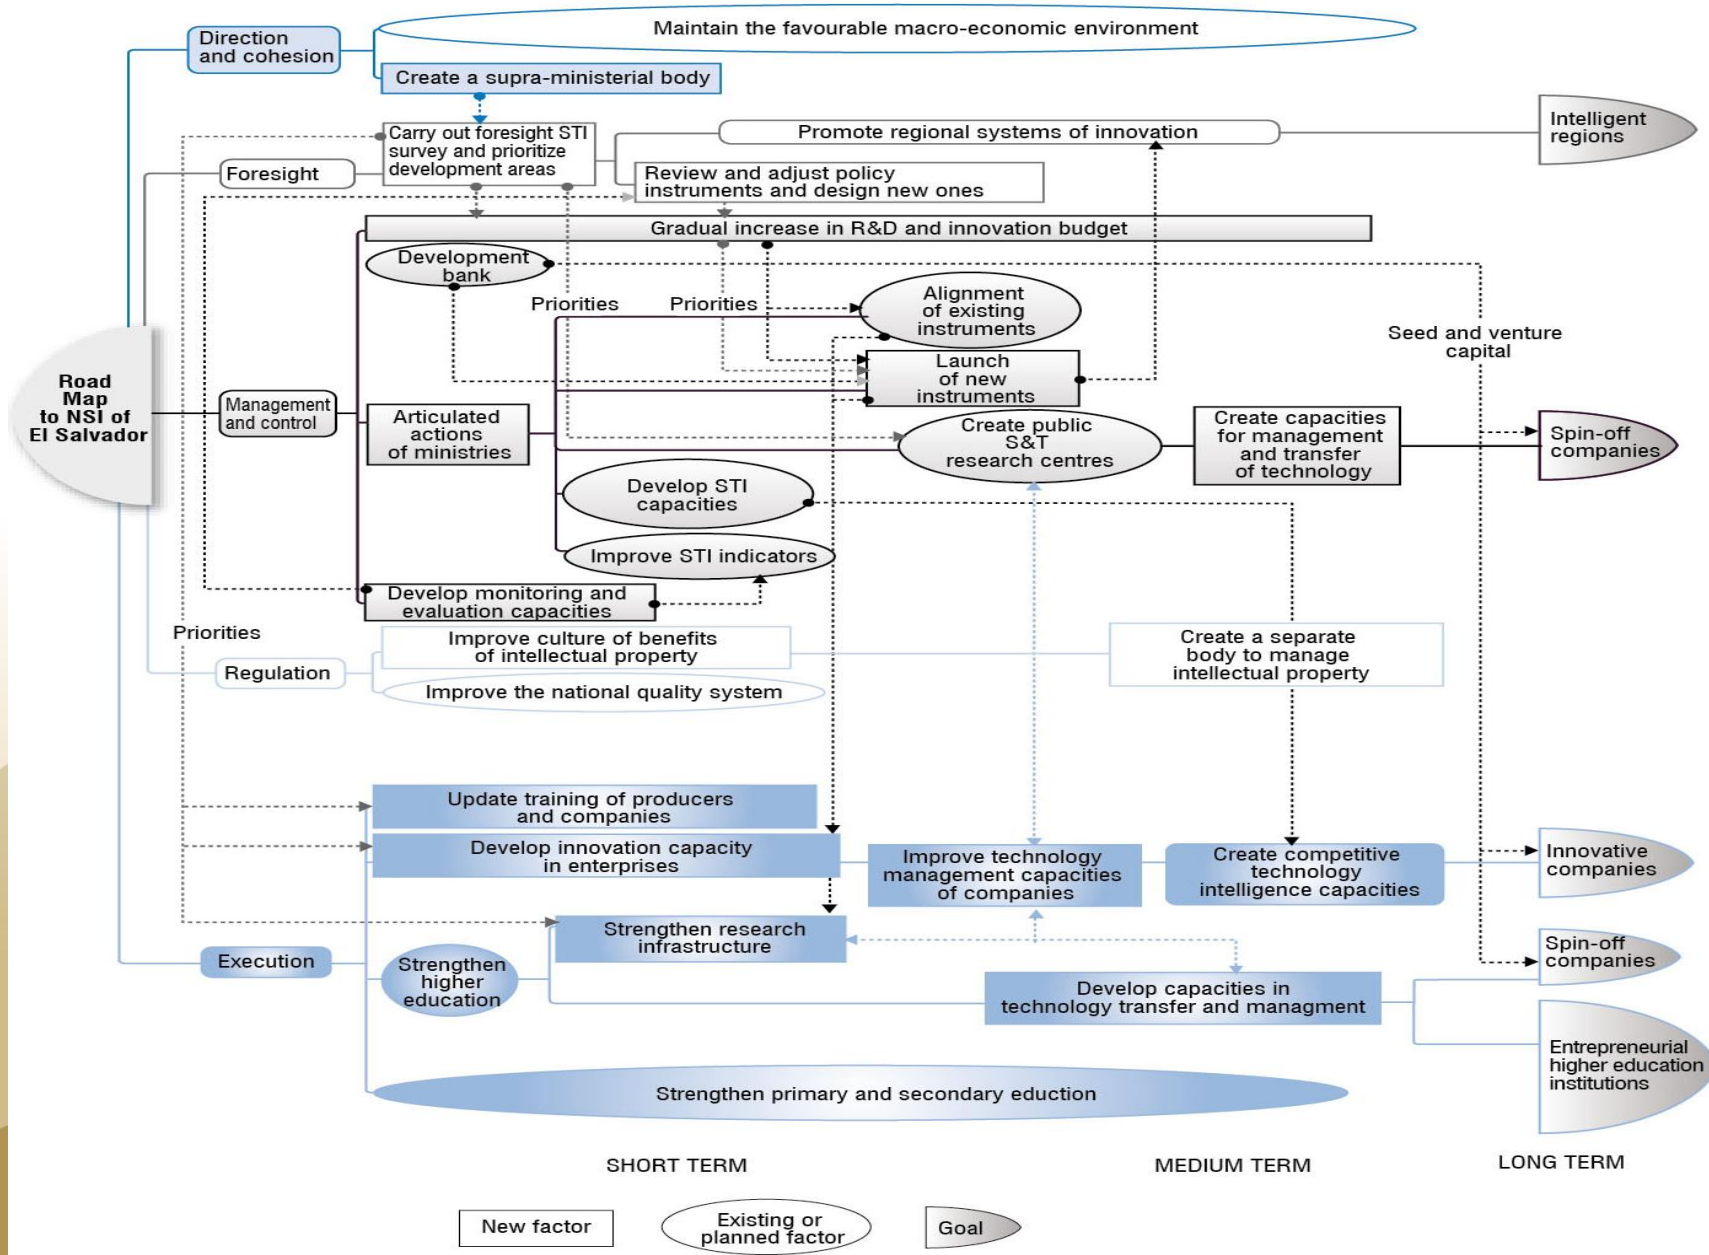 Direction
and cohesion
Maintain the favourable macro-economic environment
Create a supra-ministerial body
Carry out foresight STI
survey and prioritize
development areas
Promote regional systems of innovation
Intelligent
regions
Foresight
Review and adjust policy
instruments and design new ones
Gradual increase in R&D and innovation budget
Development
bank
Priorities
Priorities
Alignment
of existing
instruments
Seed and venture
capital
Launch
of new
instruments
Road
Map
to NSI of
El Salvador
Management
and control
Articulated
actions
of ministries
Create public
S&T
research centres
Create capacities
for management
and transfer
of technology
Spin-off
companies
Develop STI
capacities
Improve STI indicators
Develop monitoring and
evaluation capacities
Priorities
Regulation
Improve culture of benefits
of intellectual property
Create a separate
body to manage
intellectual property
Improve the national quality system
Update training of producers
and companies
Develop innovation capacity
in enterprises
Improve technology
management capacities
of companies
Create competitive
technology
intelligence capacities
Innovative
companies
Strengthen research
infrastructure
Execution
Strengthen
higher
education
Spin-off
companies
Develop capacities in
technology transfer and managment
Entrepreneurial
higher education
institutions
Strengthen primary and secondary eduction
SHORT TERM
MEDIUM TERM
LONG TERM
New factor
Existing or
planned factor
Goal